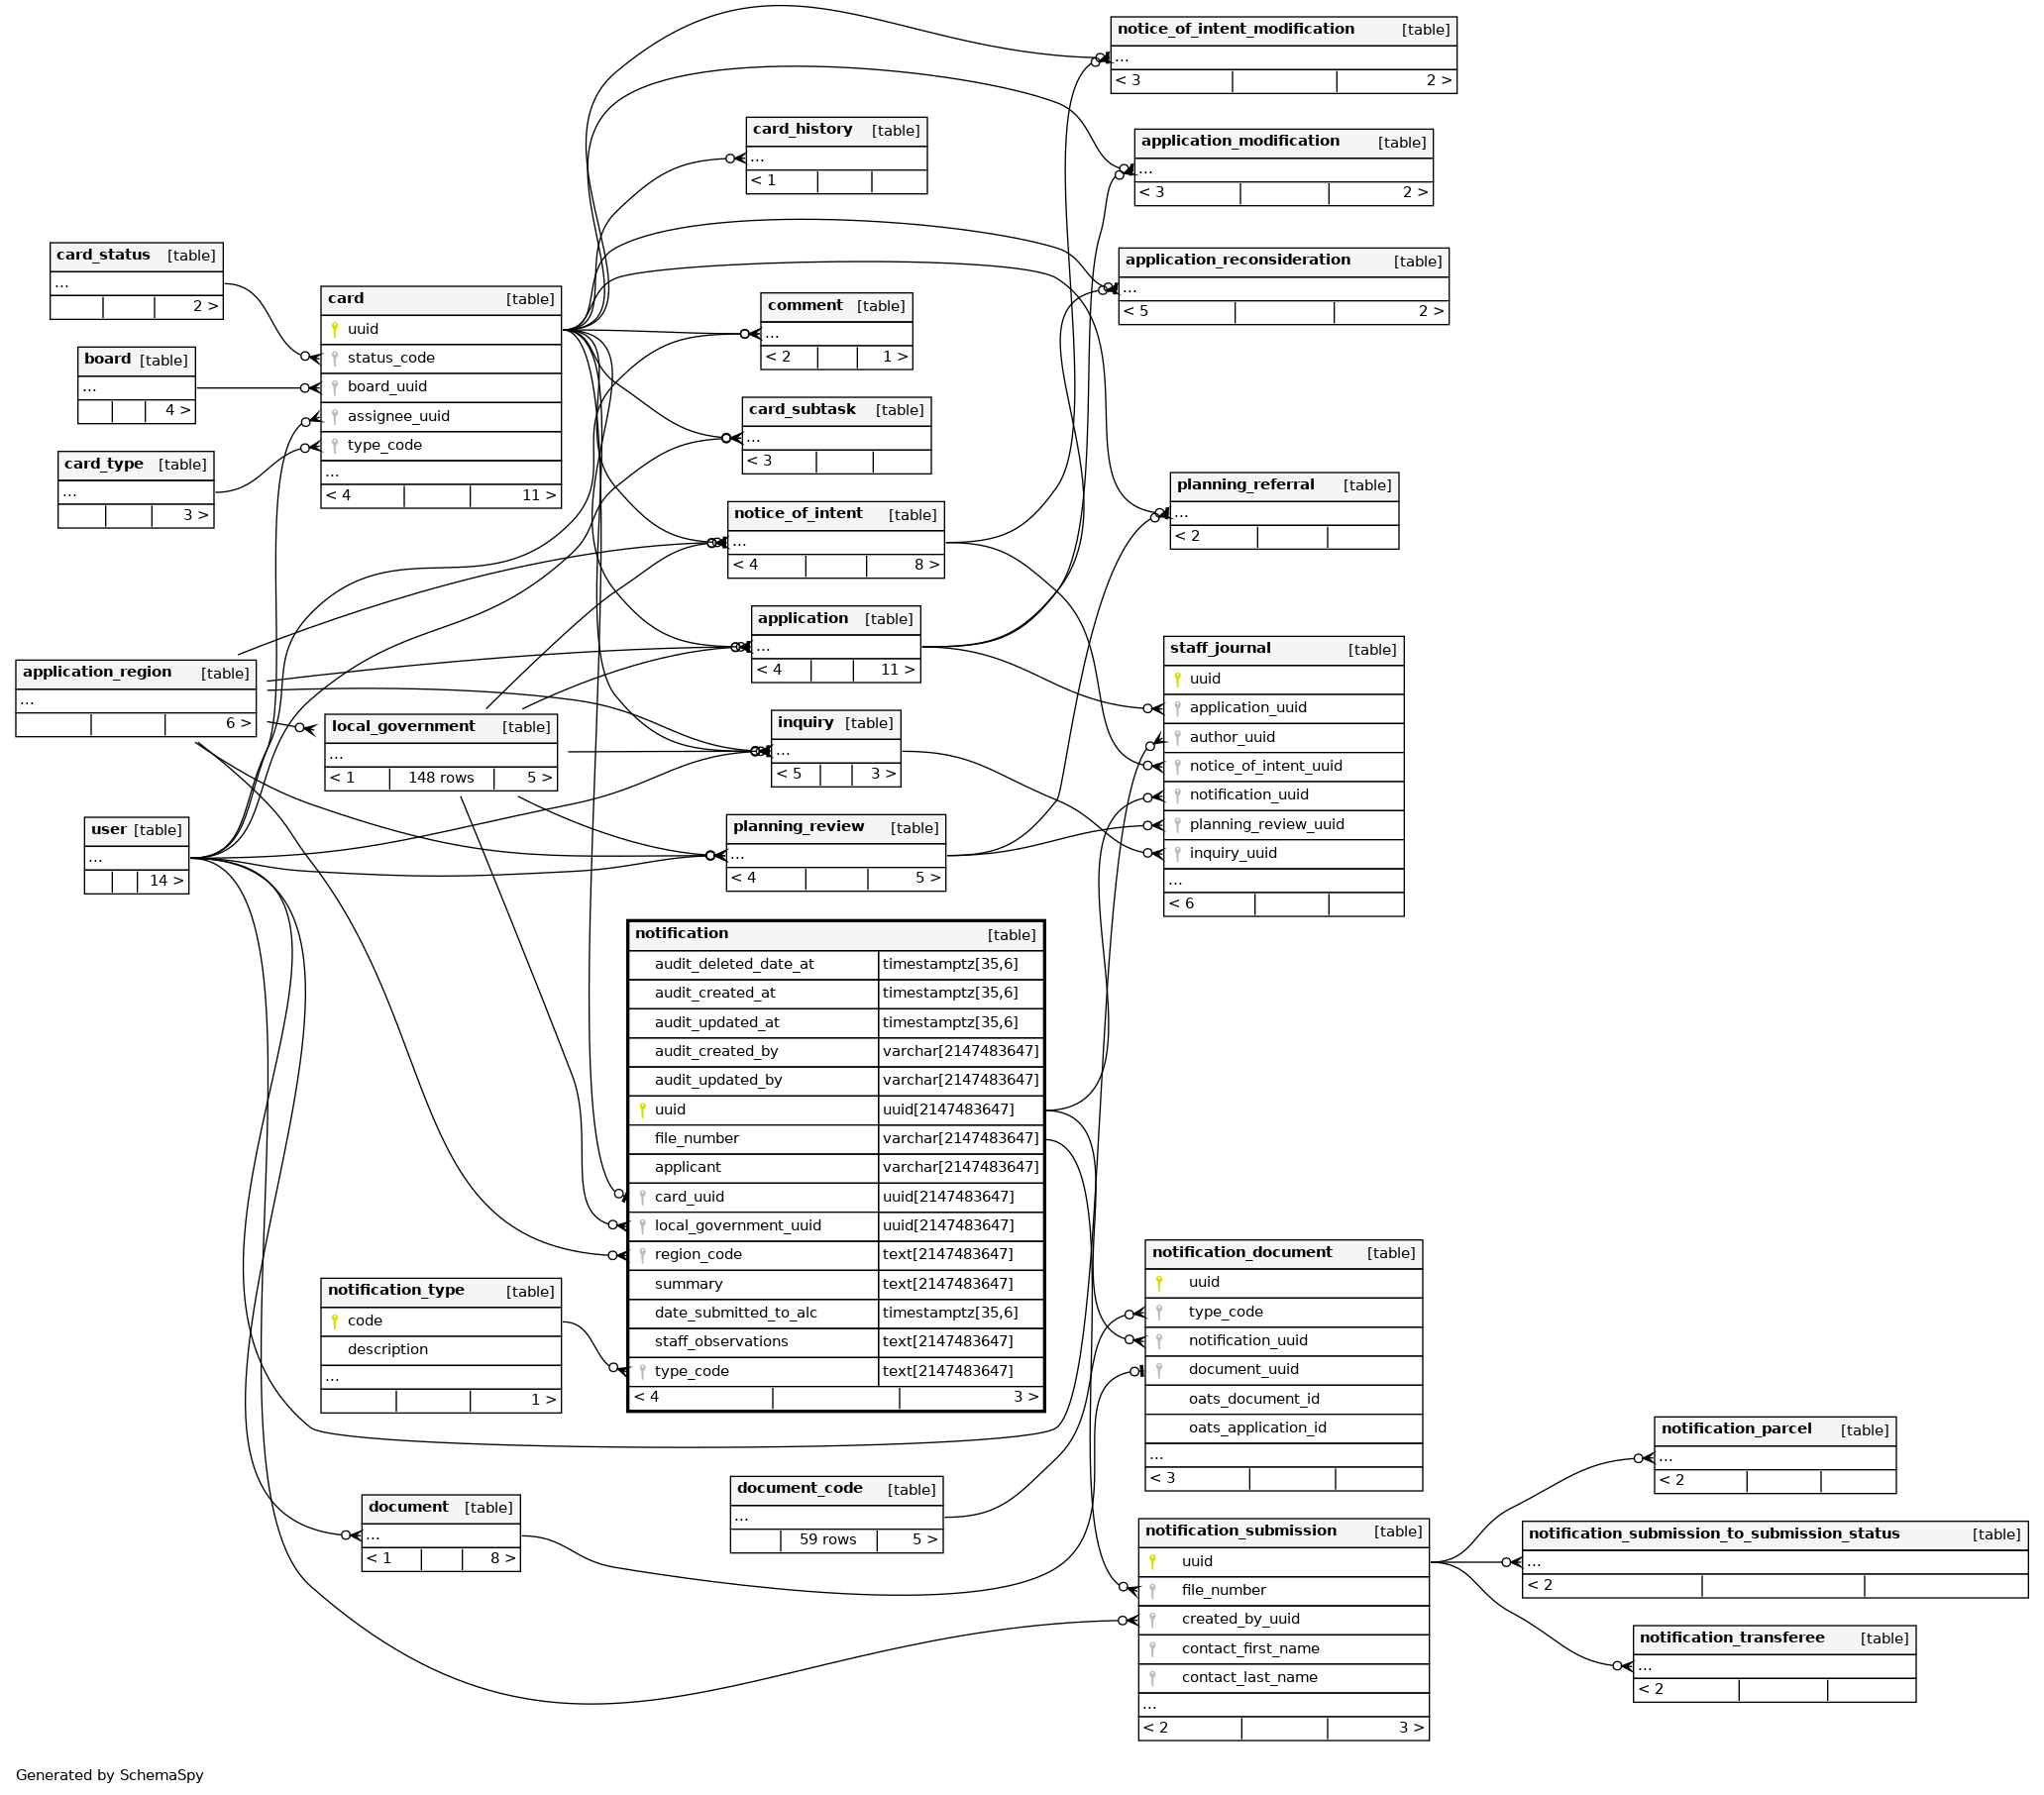 notice_of_intent_modification [table]
...
< 3 2 >
card_history [table]
...
< 1
application_modification [table]
...
< 3 2 >
card_status [table]
...
2 >
application_reconsideration [table]
...
< 5 2 >
card [table]
uuid
status_code
board_uuid
assignee_uuid
type_code
...
< 4 11 >
comment [table]
...
< 2 1 >
board [table]
...
4 >
card_subtask [table]
...
< 3
card_type [table]
...
3 >
planning_referral [table]
...
< 2
notice_of_intent [table]
...
< 4 8 >
application [table]
...
< 4 11 >
staff_journal [table]
uuid
application_uuid
author_uuid
notice_of_intent_uuid
notification_uuid
planning_review_uuid
inquiry_uuid
...
< 6
application_region [table]
...
6 >
local_government [table]
...
< 1 148 rows 5 >
inquiry [table]
...
< 5 3 >
user [table]
...
14 >
planning_review [table]
...
< 4 5 >
notification [table]
audit_deleted_date_at timestamptz[35,6]
audit_created_at timestamptz[35,6]
audit_updated_at timestamptz[35,6]
audit_created_by varchar[2147483647]
audit_updated_by varchar[2147483647]
uuid uuid[2147483647]
file_number varchar[2147483647]
applicant varchar[2147483647]
card_uuid uuid[2147483647]
local_government_uuid uuid[2147483647]
region_code text[2147483647]
summary text[2147483647]
date_submitted_to_alc timestamptz[35,6]
staff_observations text[2147483647]
type_code text[2147483647]
< 4 3 >
notification_type [table]
code
description
...
1 >
notification_document [table]
uuid
type_code
notification_uuid
document_uuid
oats_document_id
oats_application_id
...
< 3
notification_parcel [table]
...
< 2
document_code [table]
...
59 rows 5 >
document [table]
...
< 1 8 >
notification_submission [table]
uuid
file_number
created_by_uuid
contact_first_name
contact_last_name
...
< 2 3 >
notification_submission_to_submission_status [table]
...
< 2
notification_transferee [table]
...
< 2
Generated by SchemaSpy